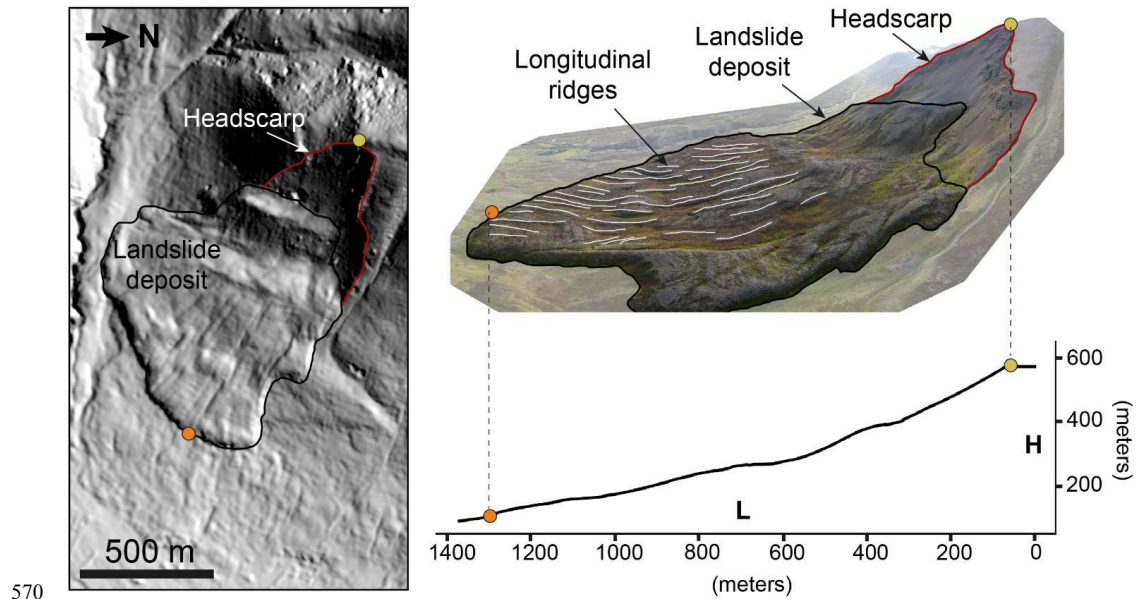 N
Headscarp
Landslide
deposit
500 m
570
Headscarp
Landslide
deposit
Longitudinal
ridges
600
400
200
H
(meters)
L
1400 1200 1000 800 600 400 200 0
(meters)